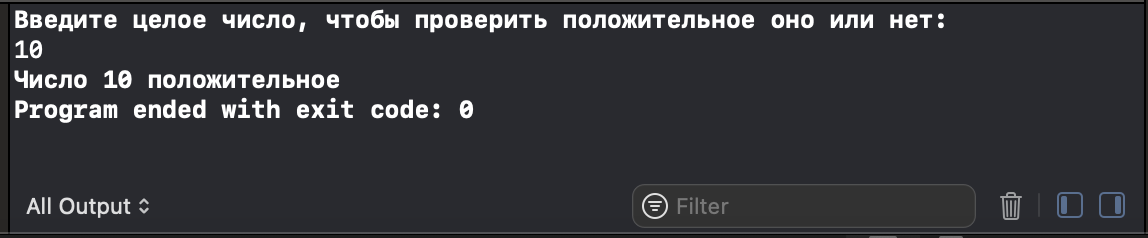 Введите целое число, чтобы проверить положительное оно или нет:
10
Число 10 положительное
Program ended with exit code: 0
All Output
Filter